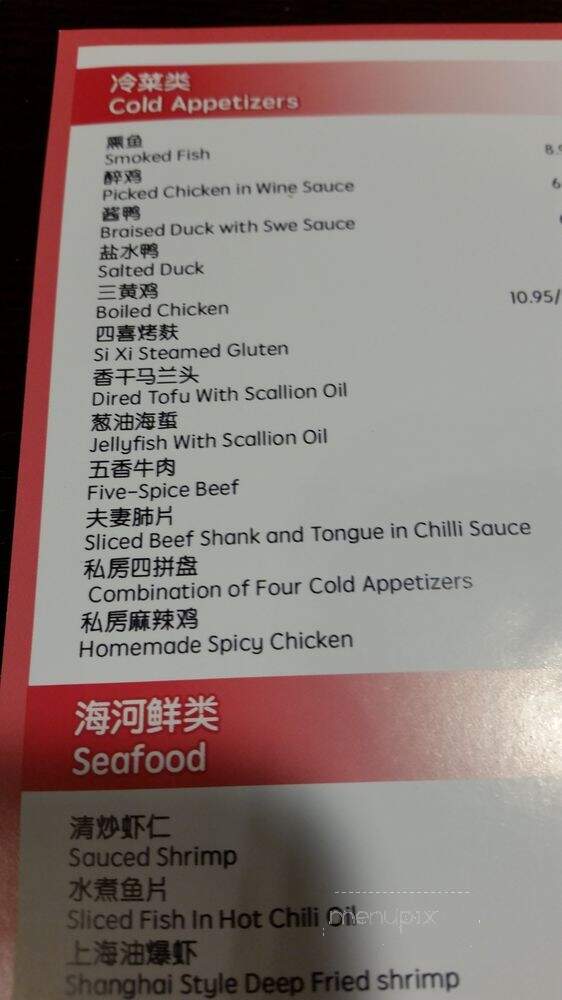 冷菜类
Cold Appetizers
熏鱼
Smoked Fish
醉鸡
Picked Chicken in Wine Sauce
酱鸭
Braised Duck with Swe Sauce
盐水鸭
Salted Duck
三黄鸡
Boiled Chicken 10.95/
四喜烤麸
Si Xi Steamed Gluten
香干马兰头
Dired Tofu With Scallion Oil
葱油海蜇
Jellyfish With Scallion Oil
五香牛肉
Five-Spice Beef
夫妻肺片
Sliced Beef Shank and Tongue in Chilli Sauce
私房四拼盘
Combination of Four Cold Appetizers
私房麻辣鸡
Homemade Spicy Chicken
海河鲜类
Seafood
清炒虾仁
Sauced Shrimp
水煮鱼片
Sliced Fish In Hot Chili Oil
menupix
上海油爆虾
Shanghai Style Deep Fried shrimp